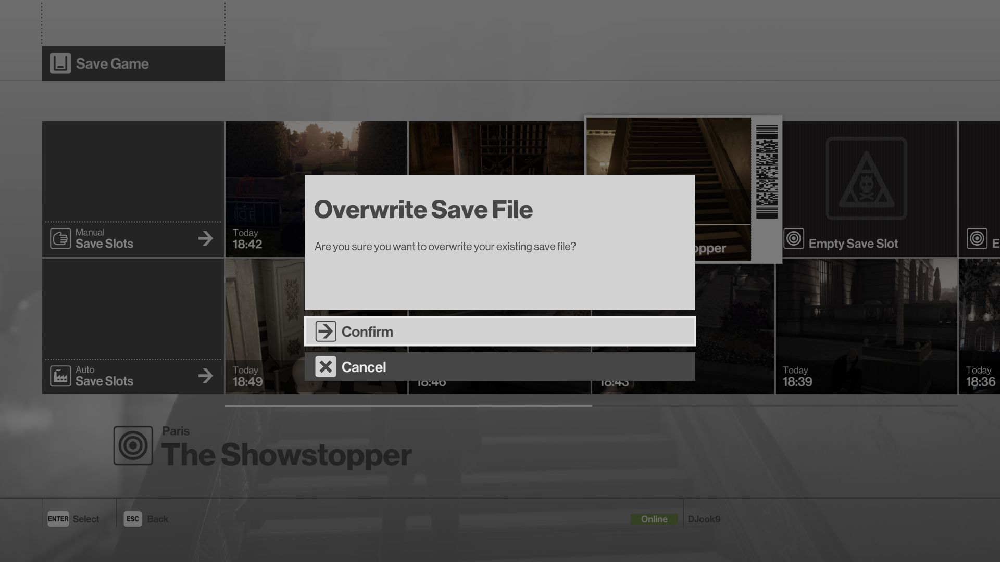 Save Game
Manual
Save Slots
Today
18:42
opper
Empty Save Slot
E
Overwrite Save File
Are you sure you want to overwrite your existing save file?
Confirm
Cancel
Auto
Save Slots
Today
18:49
18:46
18:43
Today
18:39
Today
18:36
Paris
The Showstopper
ENTER Select
ESC Back
Online
DJook9